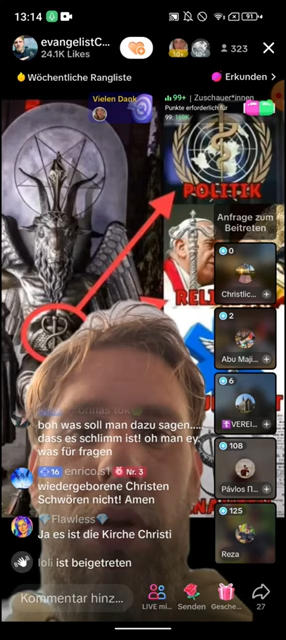 13:14
91
evangelistC...
24.1K Likes
323
Wöchentliche Rangliste
Erkunden >
Vielen Dank
99+ | Zuschauer*innen
Punkte erforderlich für
POLITIK
Anfrage zum
Beitreten
0
Christlic...
2
Abu Maji...
6
VEREI...
108
Pávlos Π...
125
Reza
boh was soll man dazu sagen.....
dass es schlimm ist! oh man ey,
was für fragen
16 enrico.s1 Nr. 3
wiedergeborene Christen
Schwören nicht! Amen
Flawless
Ja es ist die Kirche Christi
loli ist beigetreten
Kommentar hinz...
LIVE mi...
Senden
Gesche...
27